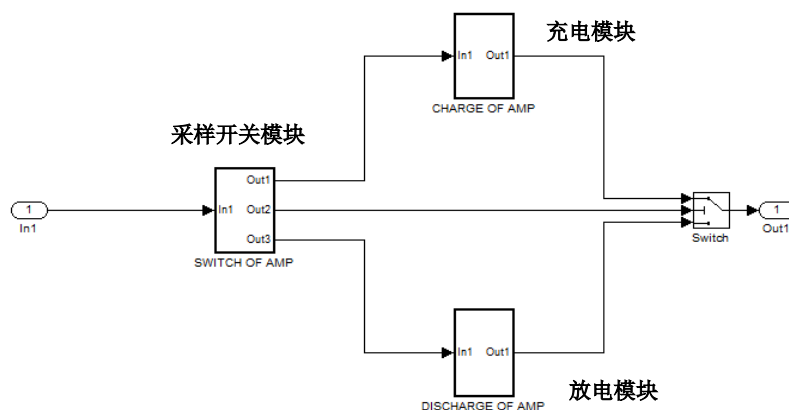 充电模块
In1
Out1
CHARGE OF AMP
采样开关模块
Out1
1
In1
In1
Out2
Out3
SWITCH OF AMP
Switch
1
Out1
In1
Out1
DISCHARGE OF AMP
放电模块